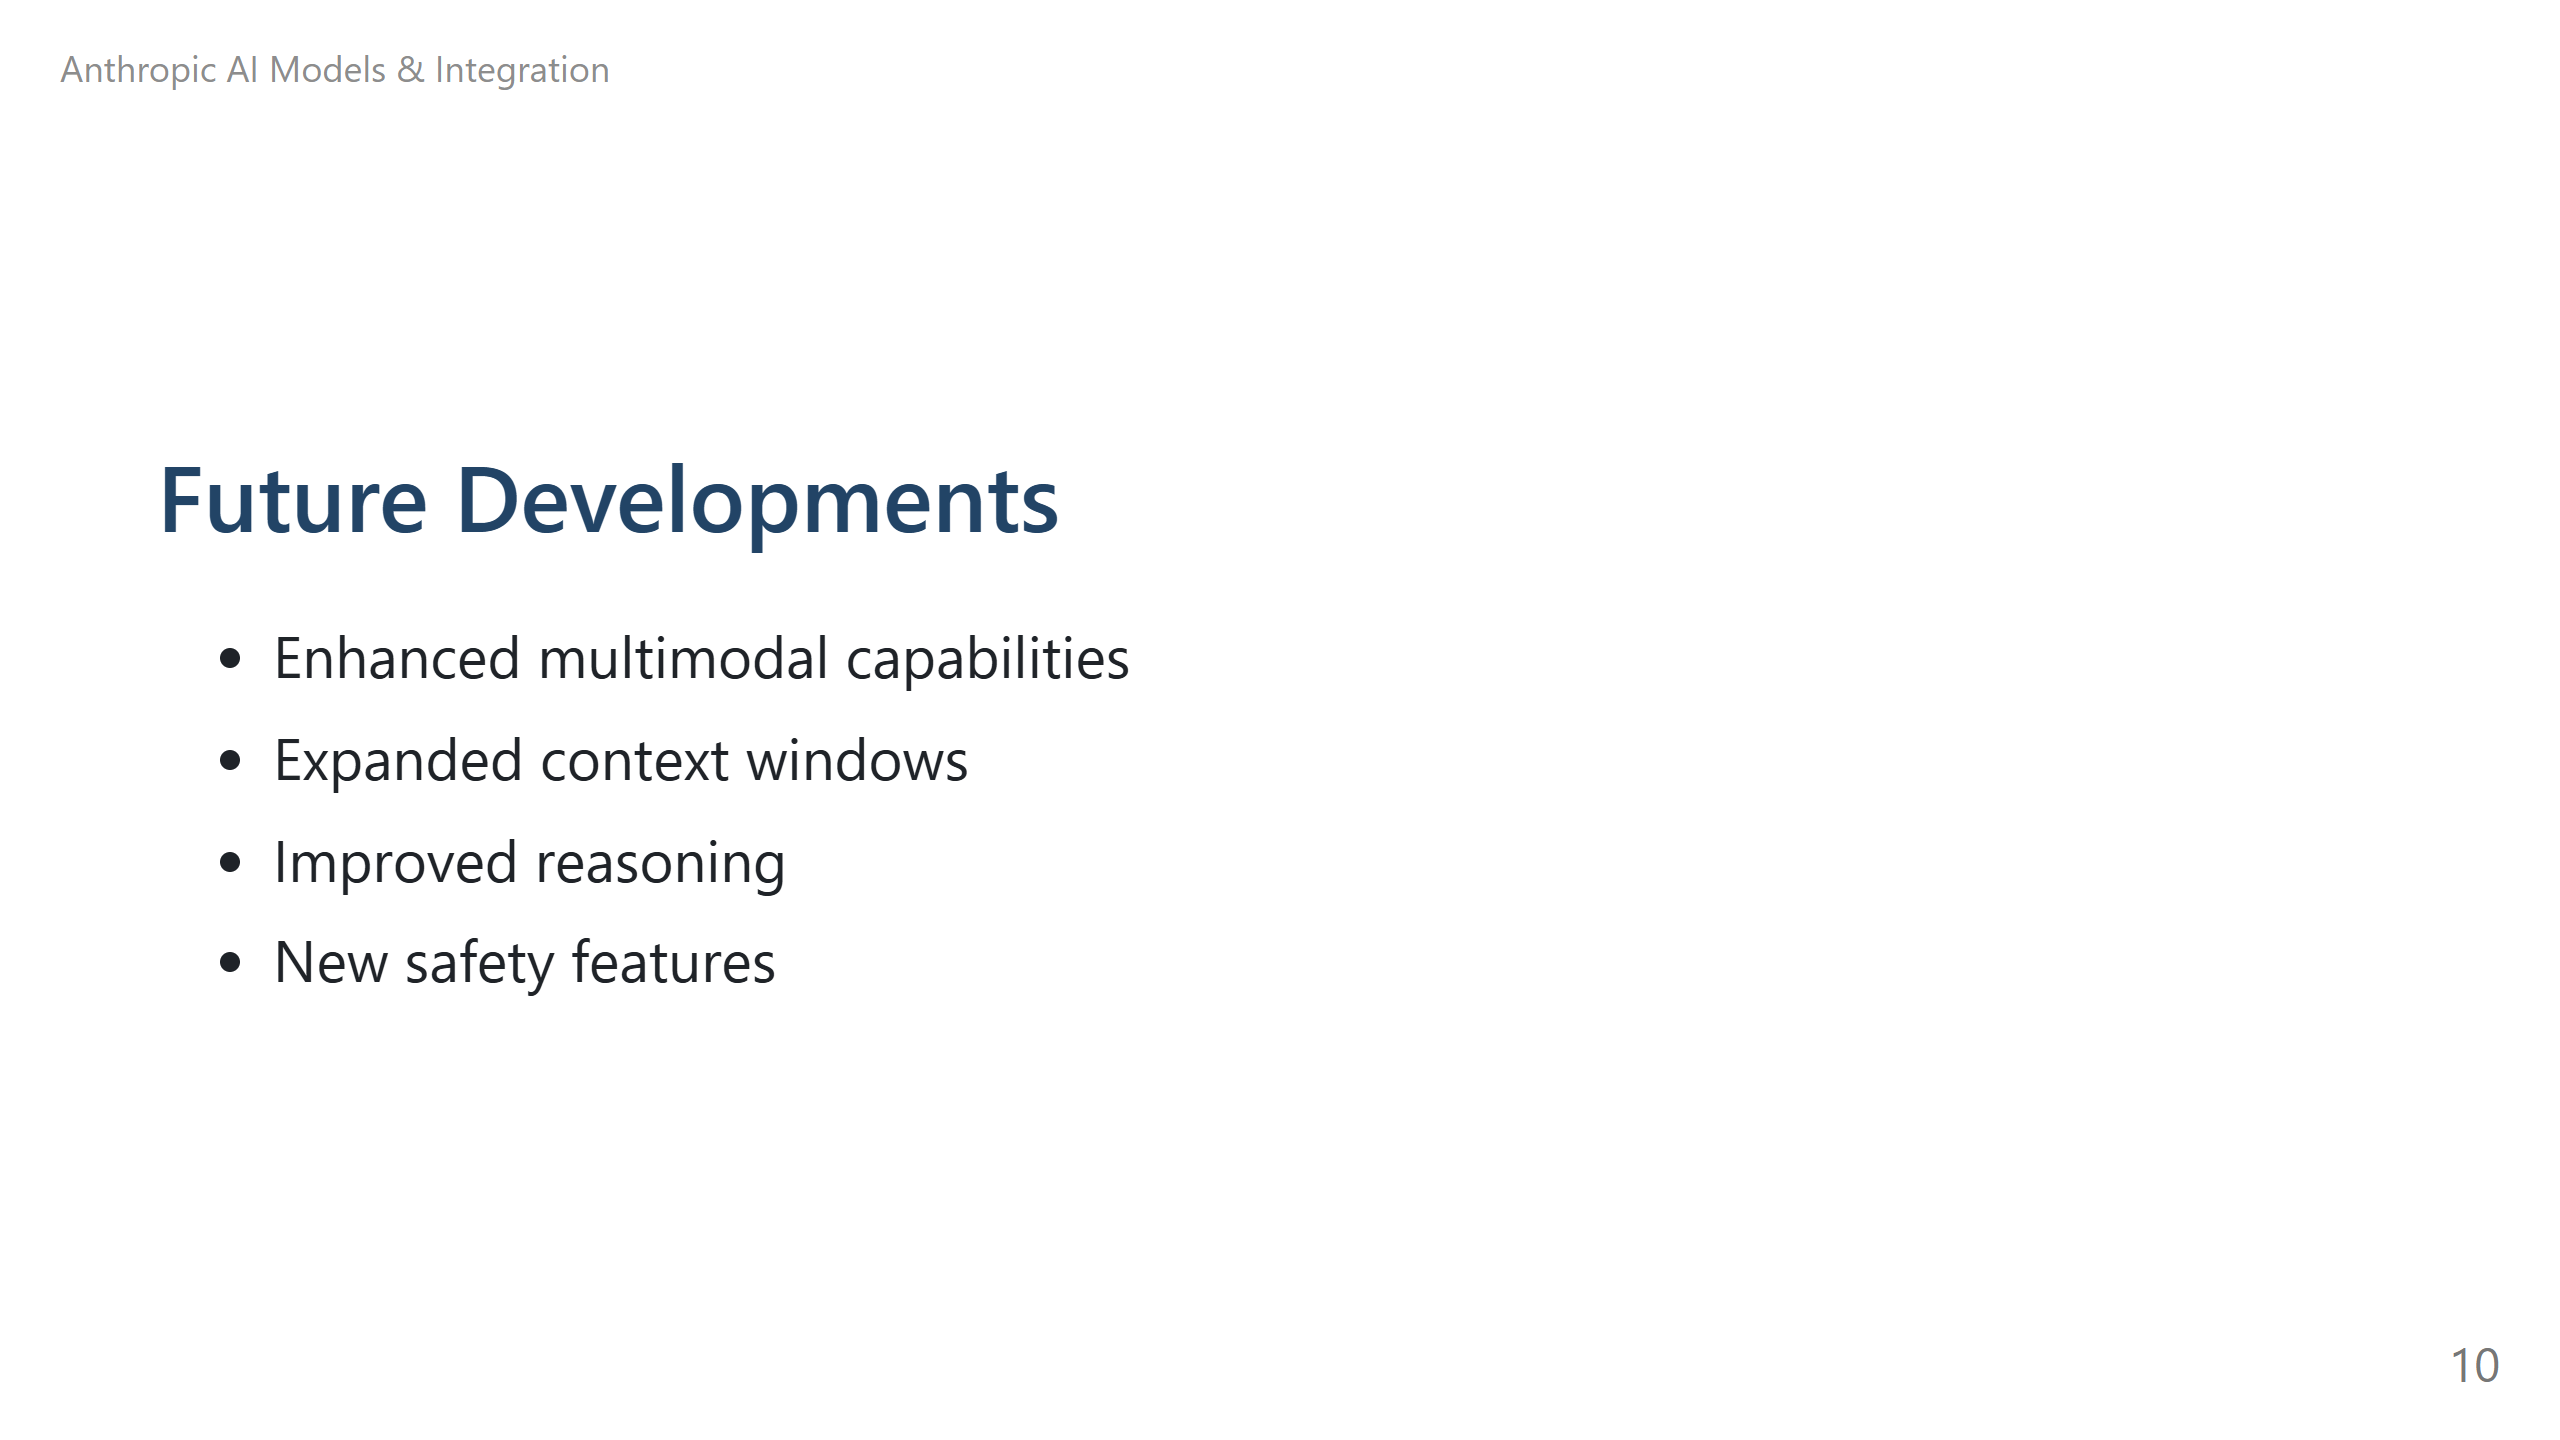 Anthropic AI Models & Integration
Future Developments
• Enhanced multimodal capabilities
• Expanded context windows
• Improved reasoning
• New safety features
10